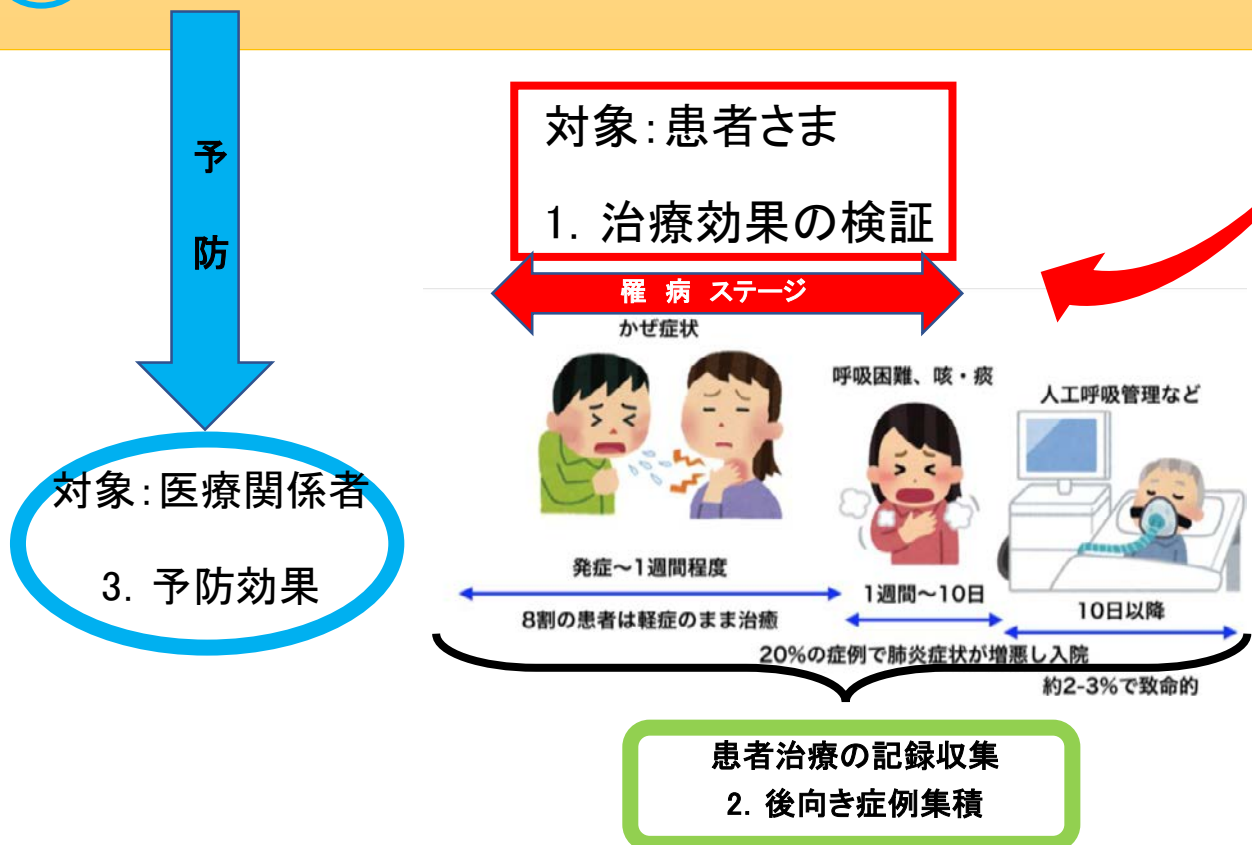 予
防
対象：医療関係者
3．予防効果
対象：患者さま
1．治療効果の検証
罹 病 ステージ
かぜ症状
呼吸困難、咳・痰
人工呼吸管理など
発症～1週間程度
1週間～10日
10日以降
8割の患者は軽症のまま治癒
20%の症例で肺炎症状が増悪し入院
約2-3%で致命的
患者治療の記録収集
2．後向き症例集積